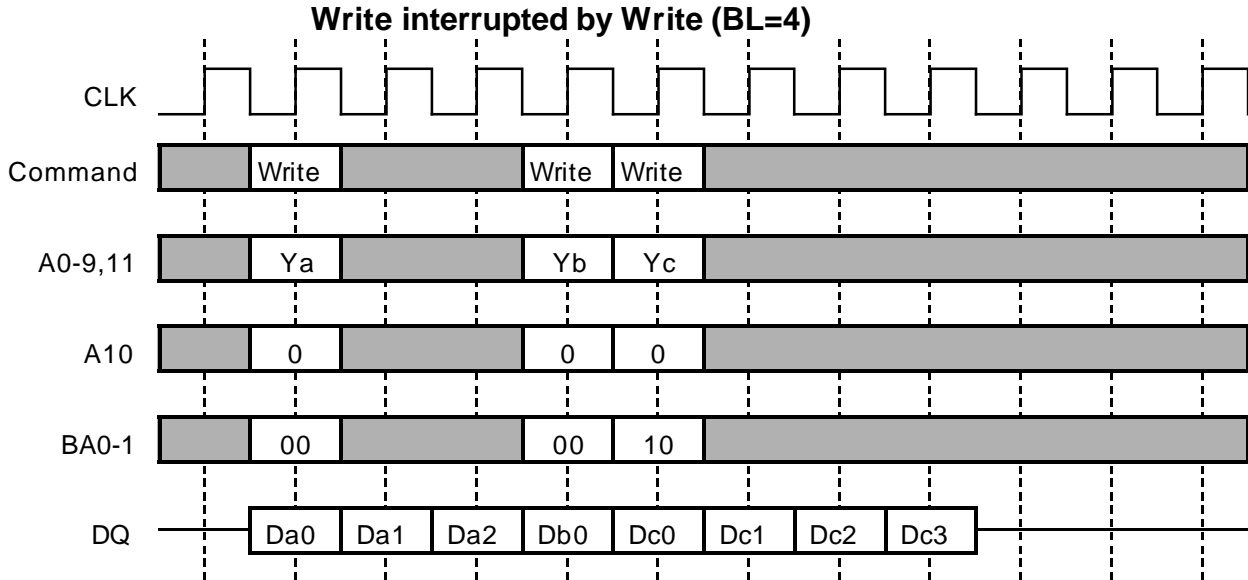 Write interrupted by Write (BL=4)
CLK
Command Write Write Write
A0-9,11 Ya Yb Yc
A10 0 0 0
BA0-1 00 00 10
DQ Da0 Da1 Da2 Db0 Dc0 Dc1 Dc2 Dc3